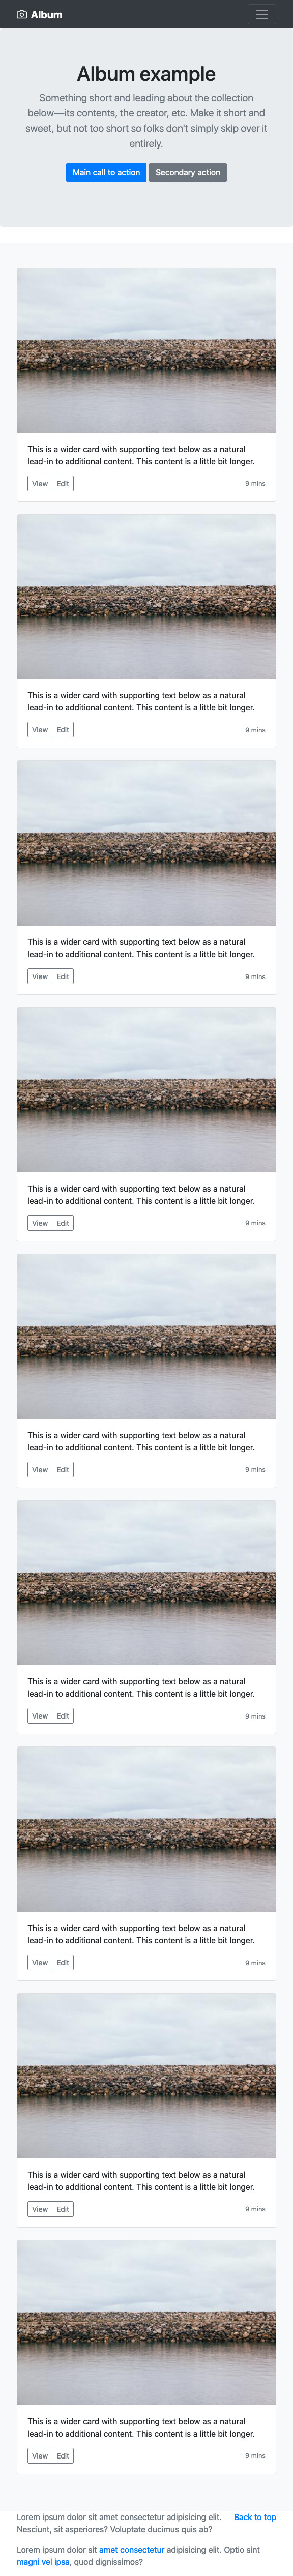 Album
Album example
Something short and leading about the collection
below—its contents, the creator, etc. Make it short and
sweet, but not too short so folks don't simply skip over it
entirely.
Main call to action Secondary action
This is a wider card with supporting text below as a natural
lead-in to additional content. This content is a little bit longer.
View Edit 9 mins
This is a wider card with supporting text below as a natural
lead-in to additional content. This content is a little bit longer.
View Edit 9 mins
This is a wider card with supporting text below as a natural
lead-in to additional content. This content is a little bit longer.
View Edit 9 mins
This is a wider card with supporting text below as a natural
lead-in to additional content. This content is a little bit longer.
View Edit 9 mins
This is a wider card with supporting text below as a natural
lead-in to additional content. This content is a little bit longer.
View Edit 9 mins
This is a wider card with supporting text below as a natural
lead-in to additional content. This content is a little bit longer.
View Edit 9 mins
This is a wider card with supporting text below as a natural
lead-in to additional content. This content is a little bit longer.
View Edit 9 mins
This is a wider card with supporting text below as a natural
lead-in to additional content. This content is a little bit longer.
View Edit 9 mins
This is a wider card with supporting text below as a natural
lead-in to additional content. This content is a little bit longer.
View Edit 9 mins
Lorem ipsum dolor sit amet consectetur adipisicing elit. Back to top
Nesciunt, sit asperiores? Voluptate ducimus quis ab?
Lorem ipsum dolor sit amet consectetur adipisicing elit. Optio sint
magni vel ipsa, quod dignissimos?